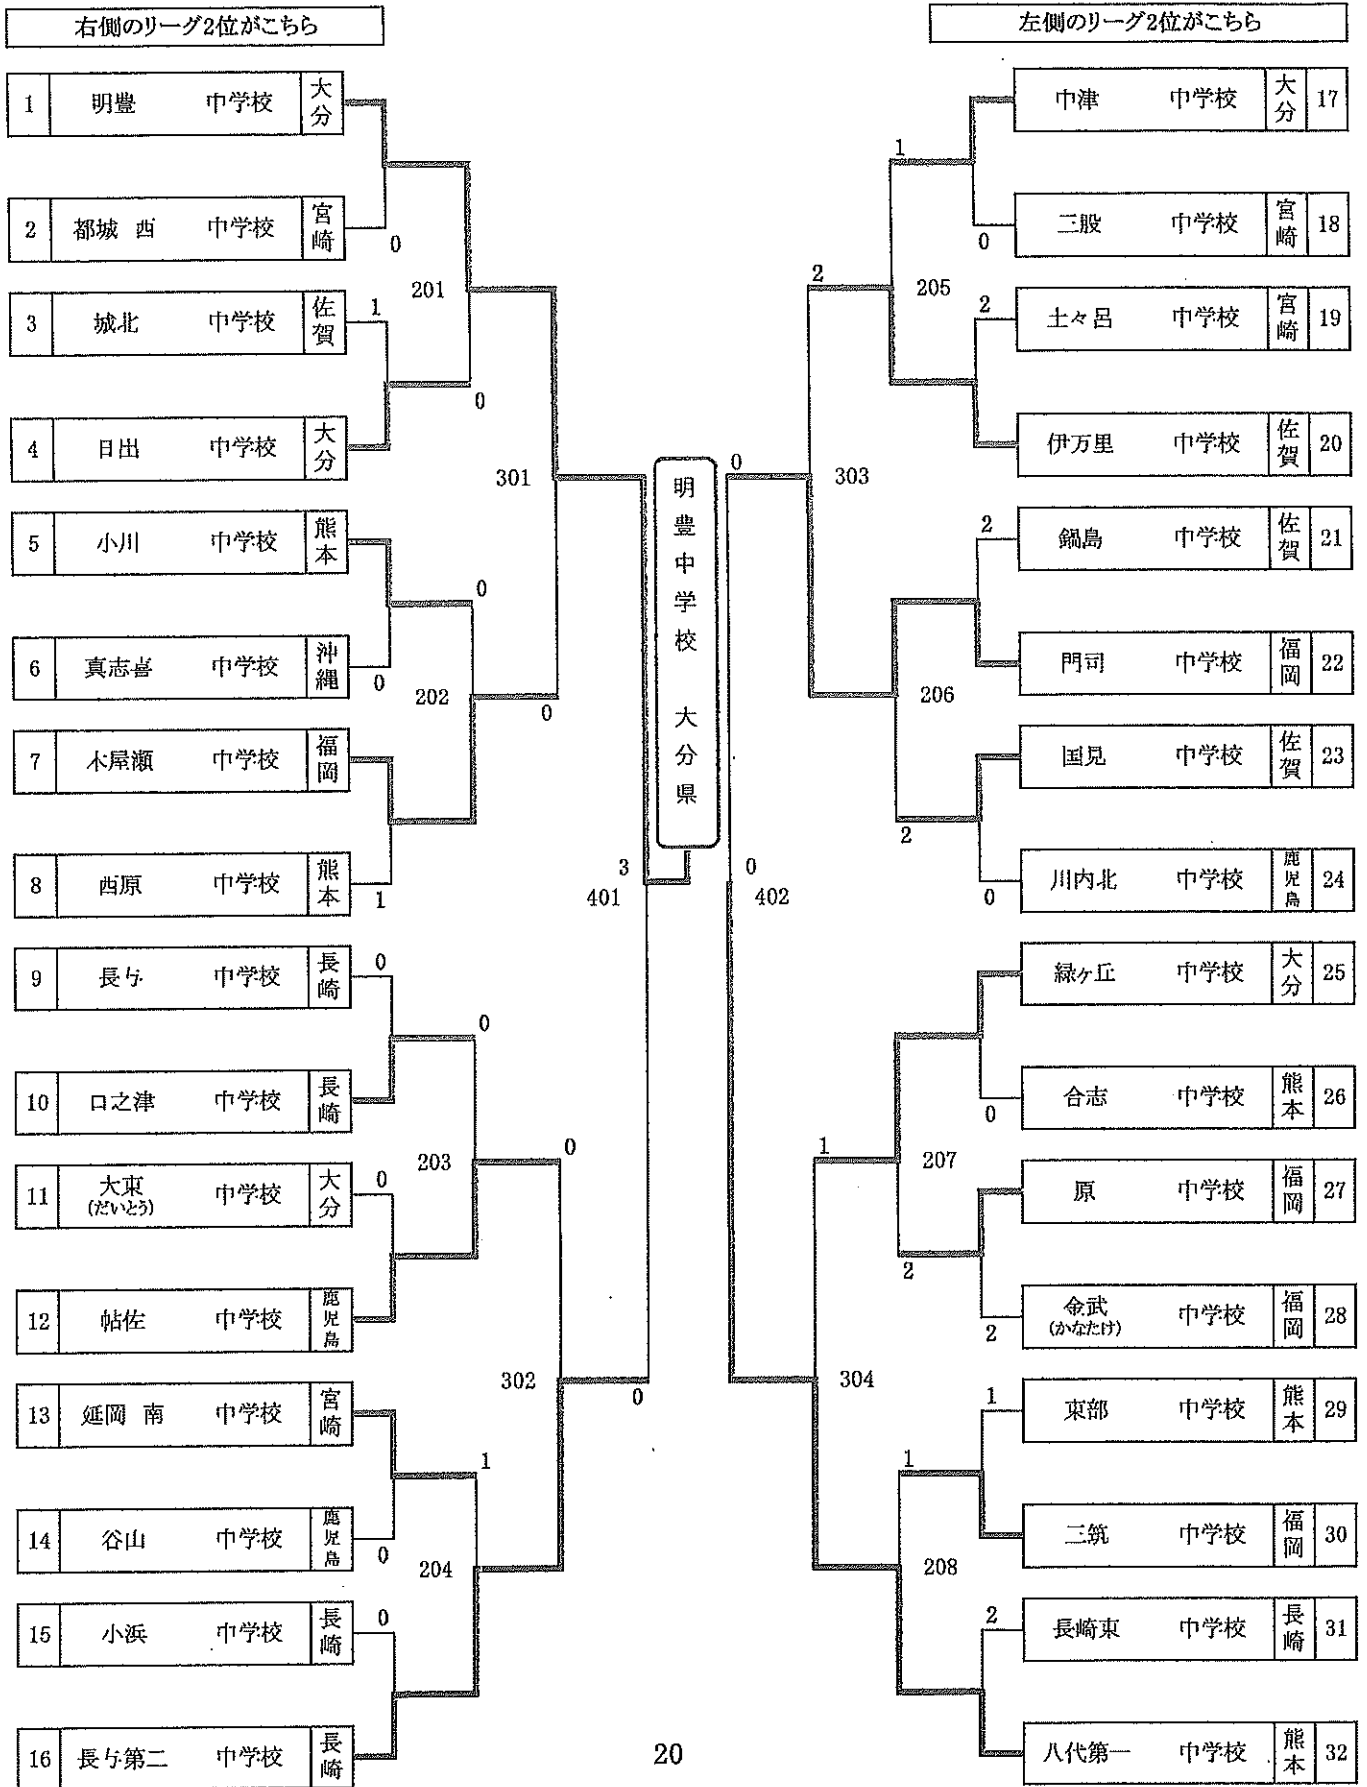 右側のリーグ2位がこちら
左側のリーグ2位がこちら
1 明豊 中学校 大分
2 都城 西 中学校 宮崎
3 城北 中学校 佐賀
4 日出 中学校 大分
5 小川 中学校 熊本
6 真志喜 中学校 沖縄
7 木屋瀬 中学校 福岡
8 西原 中学校 熊本
9 長与 中学校 長崎
10 口之津 中学校 長崎
11 大東 (だいとう) 中学校 大分
12 帖佐 中学校 鹿児島
13 延岡 南 中学校 宮崎
14 谷山 中学校 鹿児島
15 小浜 中学校 長崎
16 長与第二 中学校 長崎
0
1
201
0
0
0
202
1
0
0
203
0
0
204
1
0
301
0
302
0
3
401
0
明豊中学校 大分県
0
0
402
303
304
2
1
1
205
0
2
2
206
2
0
0
207
2
2
1
1
208
2
中津 中学校 大分 17
三股 中学校 宮崎 18
土々呂 中学校 宮崎 19
伊万里 中学校 佐賀 20
鍋島 中学校 佐賀 21
門司 中学校 福岡 22
国見 中学校 佐賀 23
川内北 中学校 鹿児島 24
緑ヶ丘 中学校 大分 25
合志 中学校 熊本 26
原 中学校 福岡 27
金武 (かなたけ) 中学校 福岡 28
東部 中学校 熊本 29
三筑 中学校 福岡 30
長崎東 中学校 長崎 31
八代第一 中学校 熊本 32
20